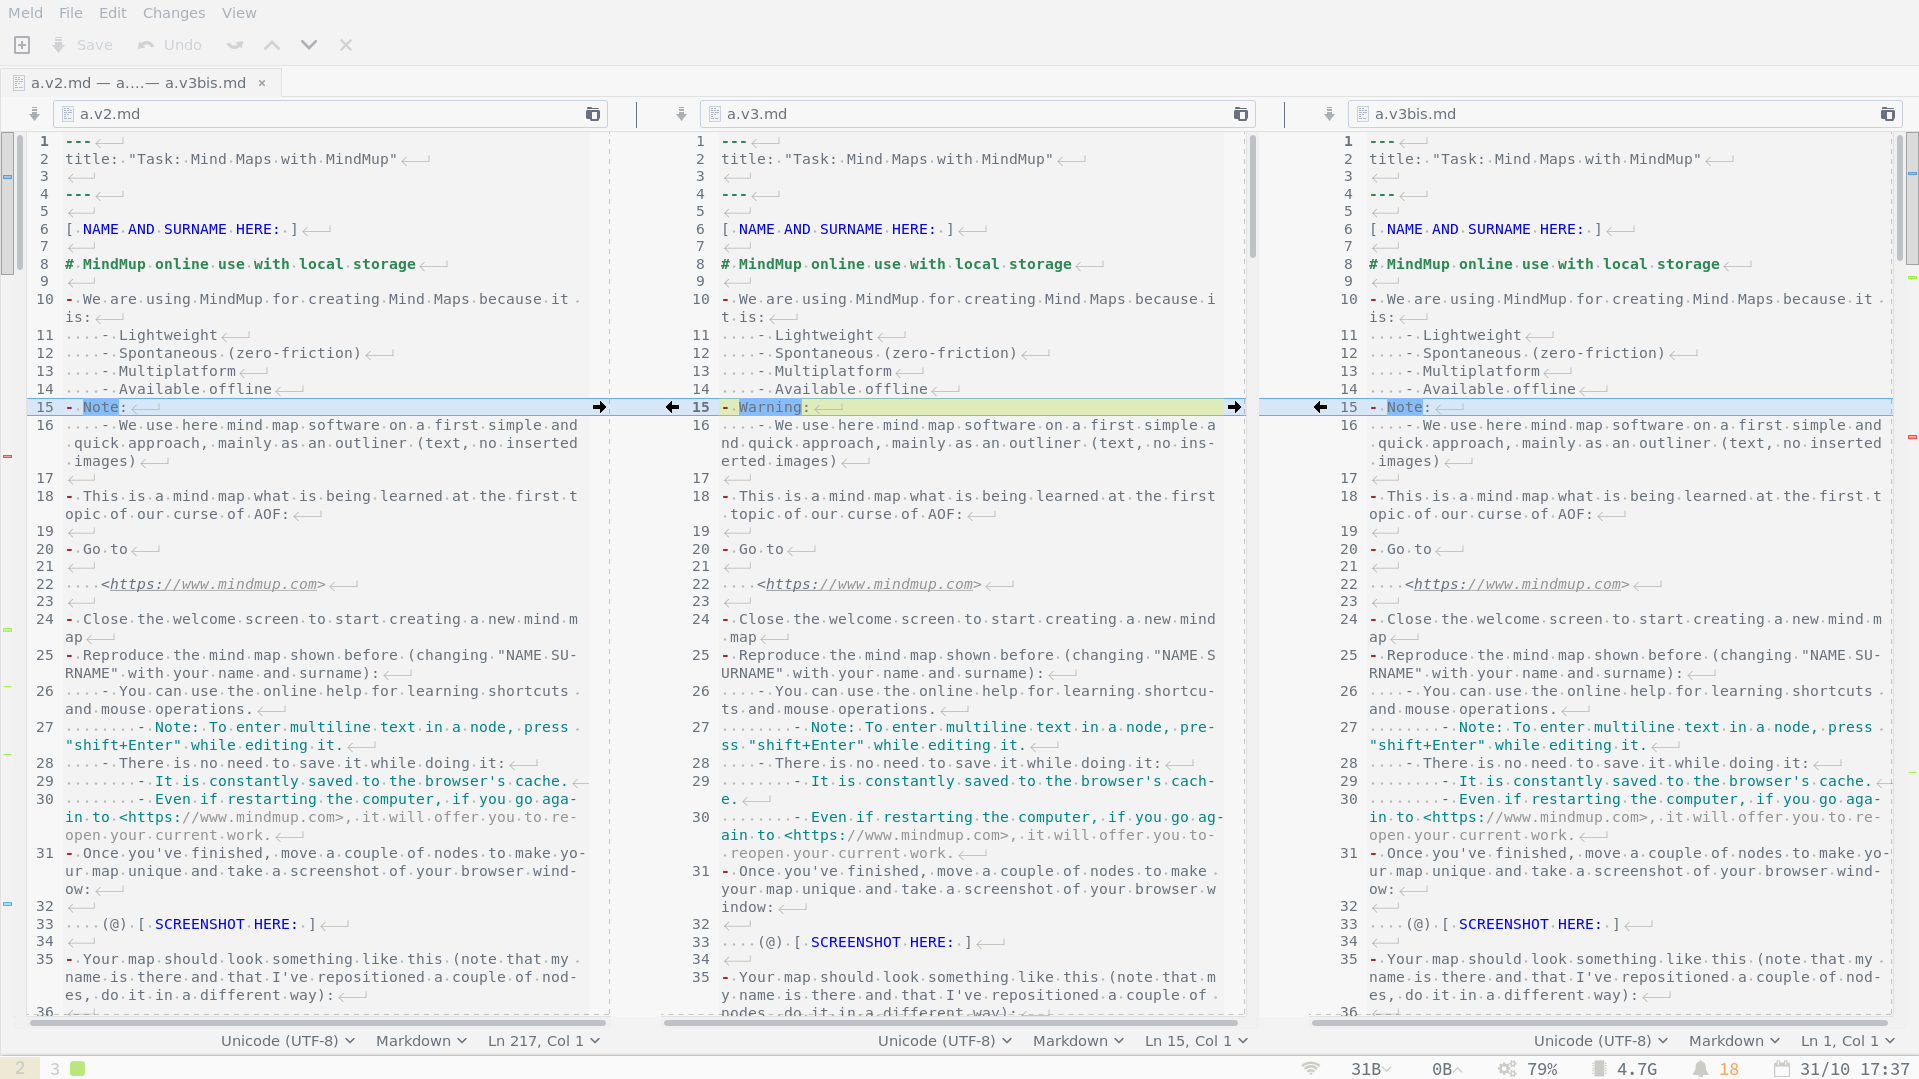 Meld File Edit Changes View
Save Undo
a.v2.md — a.…— a.v3bis.md ×
a.v2.md
1 ---
2 title: "Task: Mind Maps with MindMup"
3
4 ---
5
6 [ NAME AND SURNAME HERE: ]
7
8 # MindMup online use with local storage
9
10 - We are using MindMup for creating Mind Maps because it
is:
11 - Lightweight
12 - Spontaneous (zero-friction)
13 - Multiplatform
14 - Available offline
15 - Note:
16 - We use here mind map software on a first simple and
quick approach, mainly as an outliner (text, no inserted
images)
17
18 - This is a mind map what is being learned at the first t
opic of our curse of AOF:
19
20 - Go to
21
22 <https://www.mindmup.com>
23
24 - Close the welcome screen to start creating a new mind m
ap
25 - Reproduce the mind map shown before (changing "NAME SU-
RNAME" with your name and surname):
26 - You can use the online help for learning shortcuts
and mouse operations.
27 - Note: To enter multiline text in a node, press
"shift+Enter" while editing it.
28 - There is no need to save it while doing it:
29 - It is constantly saved to the browser's cache.
30 - Even if restarting the computer, if you go aga-
in to <https://www.mindmup.com>, it will offer you to re-
open your current work.
31 - Once you've finished, move a couple of nodes to make yo-
ur map unique and take a screenshot of your browser wind-
ow:
32
33 (@) [ SCREENSHOT HERE: ]
34
35 - Your map should look something like this (note that my
name is there and that I've repositioned a couple of nod-
es, do it in a different way):
36
Unicode (UTF-8) Markdown Ln 217, Col 1
a.v3.md
1 ---
2 title: "Task: Mind Maps with MindMup"
3
4 ---
5
6 [ NAME AND SURNAME HERE: ]
7
8 # MindMup online use with local storage
9
10 - We are using MindMup for creating Mind Maps because i
t is:
11 - Lightweight
12 - Spontaneous (zero-friction)
13 - Multiplatform
14 - Available offline
15 - Warning:
16 - We use here mind map software on a first simple a
nd quick approach, mainly as an outliner (text, no ins-
erted images)
17
18 - This is a mind map what is being learned at the first
topic of our curse of AOF:
19
20 - Go to
21
22 <https://www.mindmup.com>
23
24 - Close the welcome screen to start creating a new mind
map
25 - Reproduce the mind map shown before (changing "NAME S
URNAME" with your name and surname):
26 - You can use the online help for learning shortcu-
ts and mouse operations.
27 - Note: To enter multiline text in a node, pre-
ss "shift+Enter" while editing it.
28 - There is no need to save it while doing it:
29 - It is constantly saved to the browser's cach-
e.
30 - Even if restarting the computer, if you go ag-
ain to <https://www.mindmup.com>, it will offer you to-
reopen your current work.
31 - Once you've finished, move a couple of nodes to make
your map unique and take a screenshot of your browser w
indow:
32
33 (@) [ SCREENSHOT HERE: ]
34
35 - Your map should look something like this (note that m
y name is there and that I've repositioned a couple of
nodes, do it in a different way):
Unicode (UTF-8) Markdown Ln 15, Col 1
a.v3bis.md
1 ---
2 title: "Task: Mind Maps with MindMup"
3
4 ---
5
6 [ NAME AND SURNAME HERE: ]
7
8 # MindMup online use with local storage
9
10 - We are using MindMup for creating Mind Maps because it
is:
11 - Lightweight
12 - Spontaneous (zero-friction)
13 - Multiplatform
14 - Available offline
15 - Note:
16 - We use here mind map software on a first simple and
quick approach, mainly as an outliner (text, no inserted
images)
17
18 - This is a mind map what is being learned at the first t
opic of our curse of AOF:
19
20 - Go to
21
22 <https://www.mindmup.com>
23
24 - Close the welcome screen to start creating a new mind m
ap
25 - Reproduce the mind map shown before (changing "NAME SU-
RNAME" with your name and surname):
26 - You can use the online help for learning shortcuts
and mouse operations.
27 - Note: To enter multiline text in a node, press
"shift+Enter" while editing it.
28 - There is no need to save it while doing it:
29 - It is constantly saved to the browser's cache.
30 - Even if restarting the computer, if you go aga-
in to <https://www.mindmup.com>, it will offer you to re-
open your current work.
31 - Once you've finished, move a couple of nodes to make yo-
ur map unique and take a screenshot of your browser wind-
ow:
32
33 (@) [ SCREENSHOT HERE: ]
34
35 - Your map should look something like this (note that my
name is there and that I've repositioned a couple of nod-
es, do it in a different way):
36
Unicode (UTF-8) Markdown Ln 1, Col 1
2 3 31B 0B 79% 4.7G 18 31/10 17:37